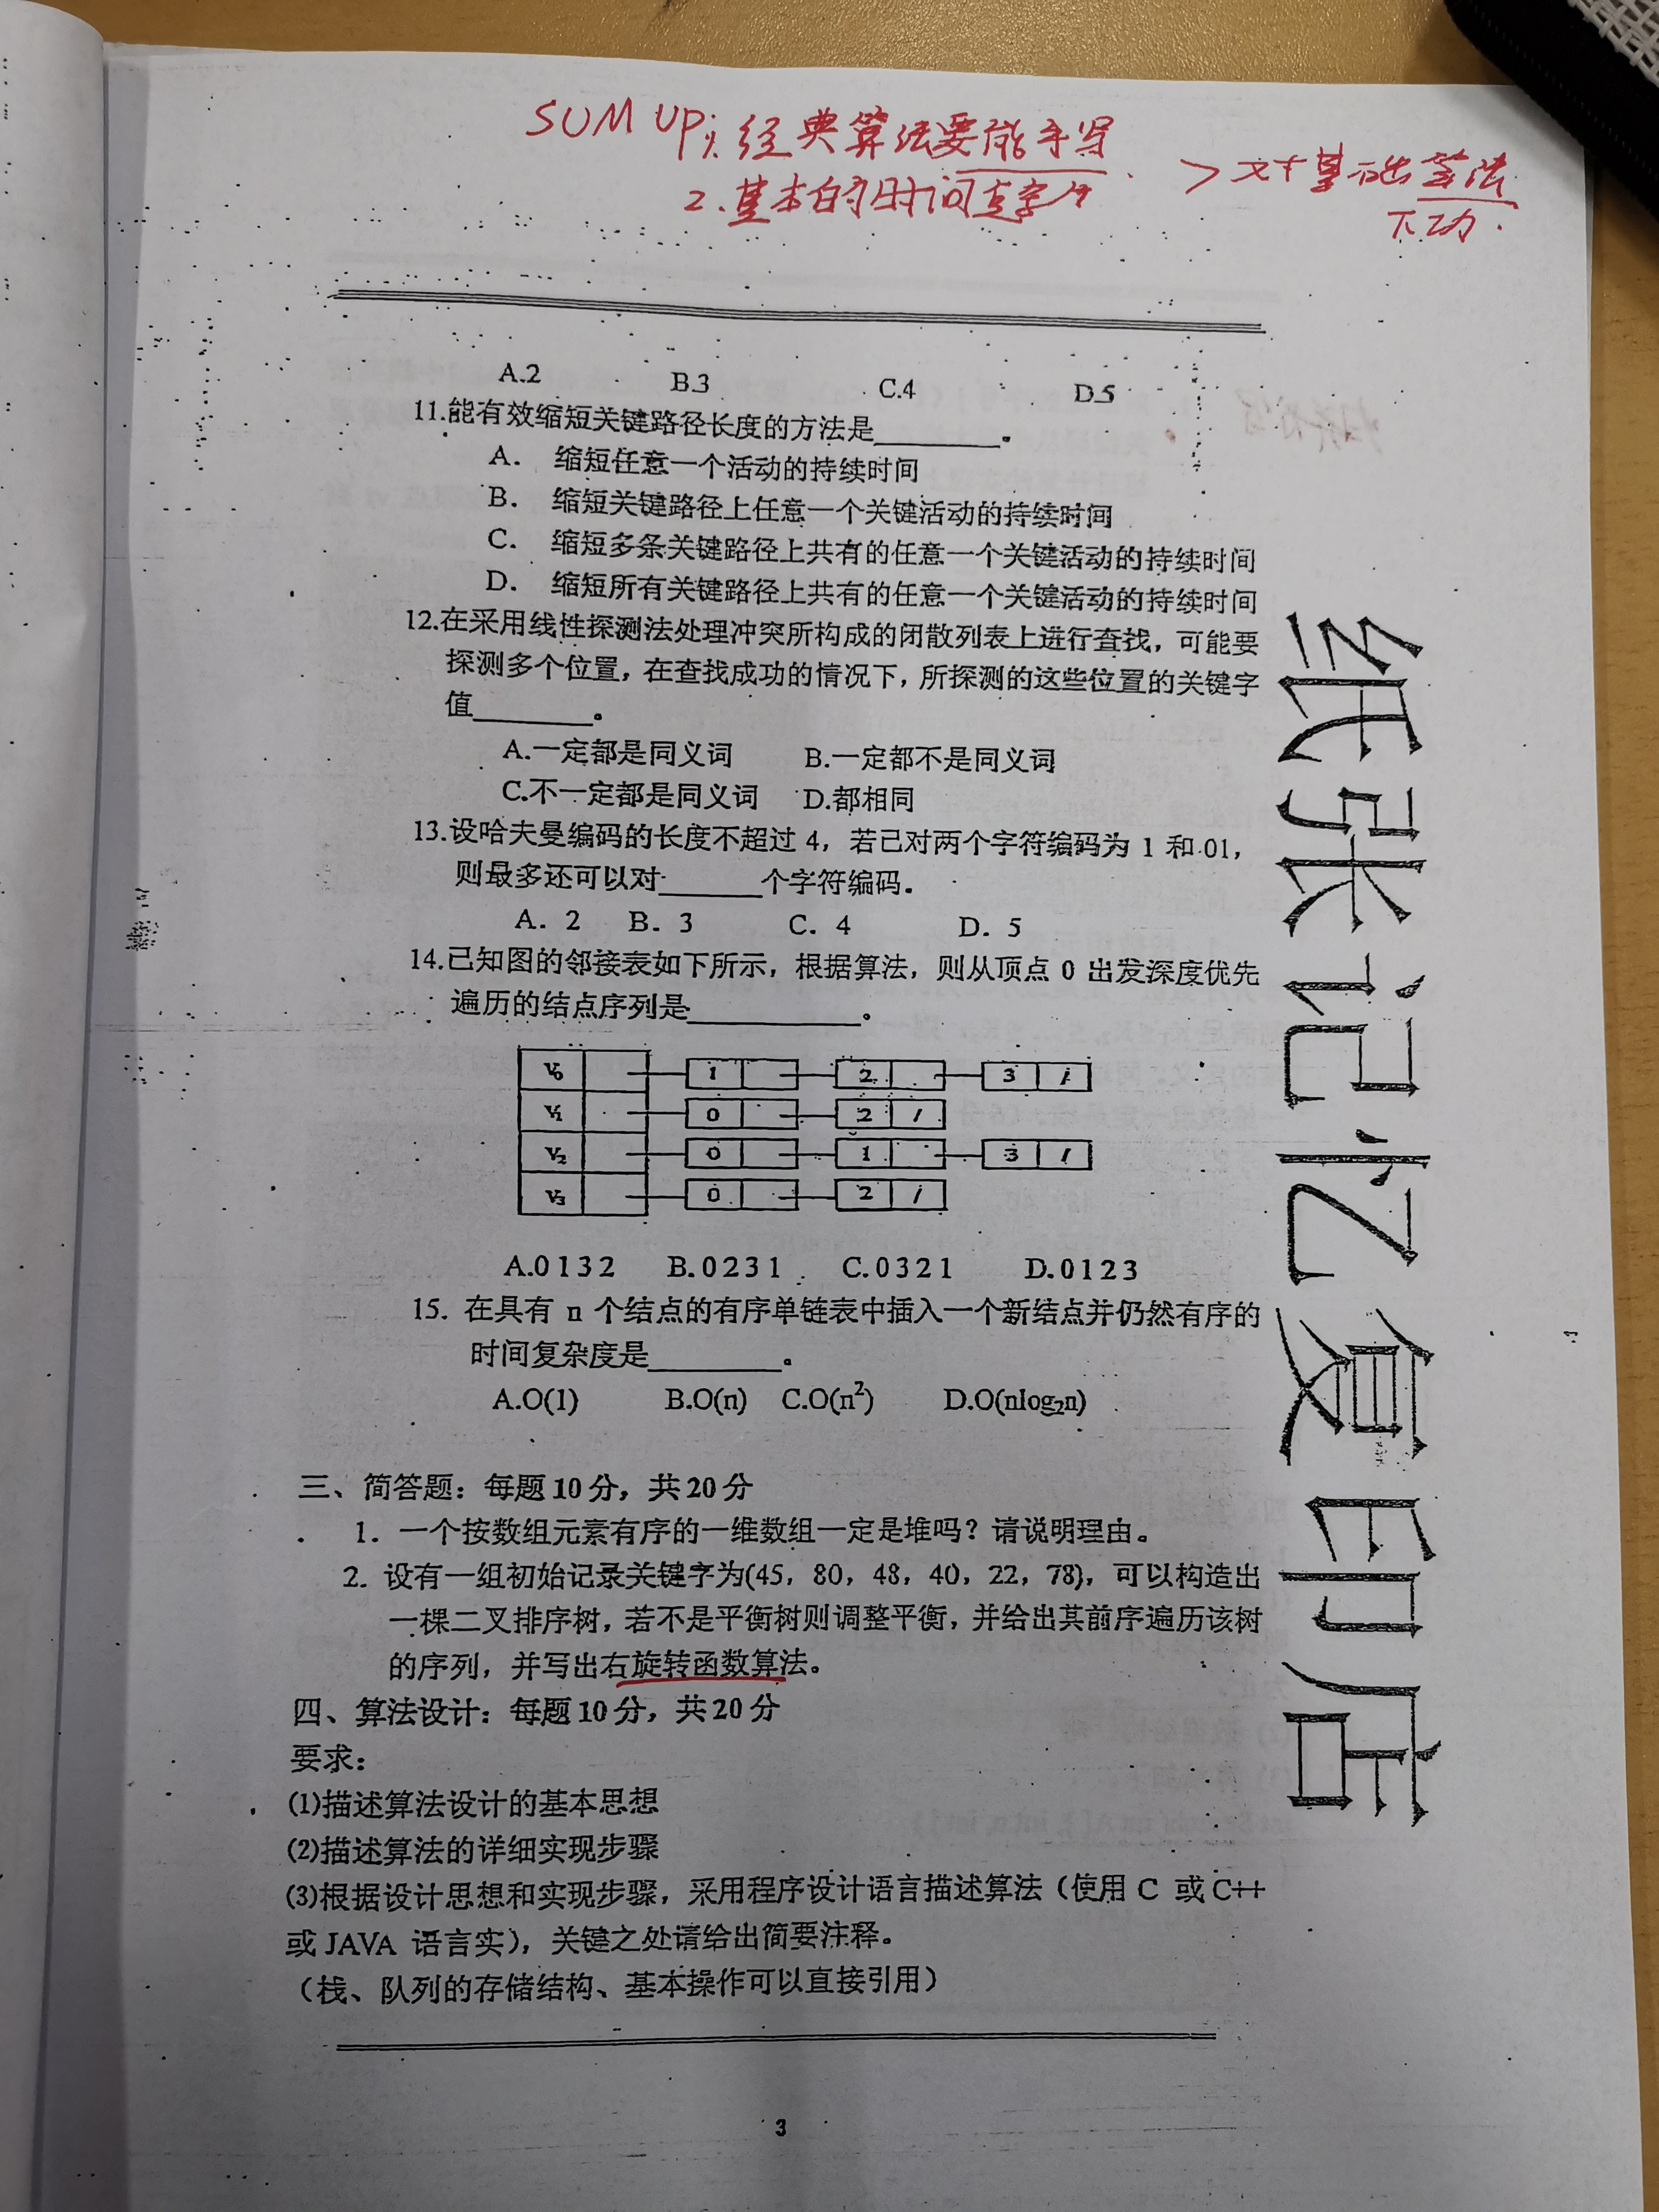 SUM UP: 1. 经典算法要能手写
2. 基本的时间复杂度
> 对基础算法
下功.
A.2 B.3 C.4 D.5
11.能有效缩短关键路径长度的方法是________。
A. 缩短任意一个活动的持续时间
B. 缩短关键路径上任意一个关键活动的持续时间
C. 缩短多条关键路径上共有的任意一个关键活动的持续时间
D. 缩短所有关键路径上共有的任意一个关键活动的持续时间
12.在采用线性探测法处理冲突所构成的闭散列表上进行查找，可能要
探测多个位置，在查找成功的情况下，所探测的这些位置的关键字
值________。
A.一定都是同义词 B.一定都不是同义词
C.不一定都是同义词 D.都相同
13.设哈夫曼编码的长度不超过 4，若已对两个字符编码为 1 和 01，
则最多还可以对______个字符编码。
A. 2 B. 3 C. 4 D. 5
14.已知图的邻接表如下所示，根据算法，则从顶点 0 出发深度优先
遍历的结点序列是__________。
V0 1 2 3 /
V1 0 2 /
V2 0 1 3 /
V3 0 2 /
A.0 1 3 2 B.0 2 3 1 C.0 3 2 1 D.0 1 2 3
15. 在具有 n 个结点的有序单链表中插入一个新结点并仍然有序的
时间复杂度是________。
A.O(1) B.O(n) C.O(n²) D.O(nlog₂n)
三、简答题：每题 10 分，共 20 分
1. 一个按数组元素有序的一维数组一定是堆吗？请说明理由。
2. 设有一组初始记录关键字为(45，80，48，40，22，78)，可以构造出
一棵二叉排序树，若不是平衡树则调整平衡，并给出其前序遍历该树
的序列，并写出右旋转函数算法。
四、算法设计：每题 10 分，共 20 分
要求：
(1)描述算法设计的基本思想
(2)描述算法的详细实现步骤
(3)根据设计思想和实现步骤，采用程序设计语言描述算法（使用 C 或 C++
或 JAVA 语言实），关键之处请给出简要注释。
（栈、队列的存储结构、基本操作可以直接引用）
3
纸张记忆复印店